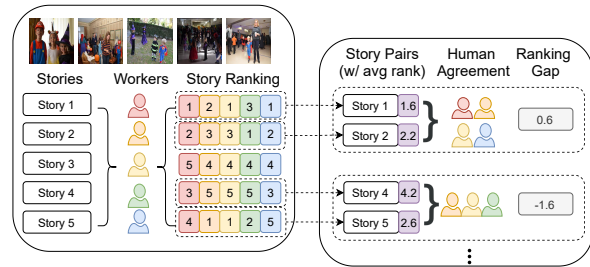 Stories Workers Story Ranking
Story 1 1 2 1 3 1
Story 2 2 3 3 1 2
Story 3 5 4 4 4 4
Story 4 3 5 5 5 3
Story 5 4 1 1 2 5
Story Pairs (w/ avg rank)
Human Agreement
Ranking Gap
Story 1 1.6
Story 2 2.2
0.6
Story 4 4.2
Story 5 2.6
-1.6